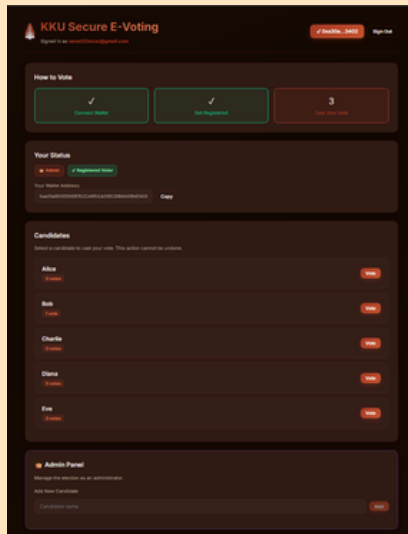 KKU Secure E-Voting
Signed in as
Sign Out
How to Vote
✓
✓
3
Connect Wallet
Get Registered
Cast Your Vote
Your Status
Admin
✓ Registered Voter
Your Wallet Address
Copy
Candidates
Select a candidate to cast your vote. This action cannot be undone.
Alice
Vote
Bob
1 vote
Vote
Charlie
Vote
Diana
Vote
Eve
Vote
Admin Panel
Manage the election as an administrator
Add New Candidate
Candidate name
Add